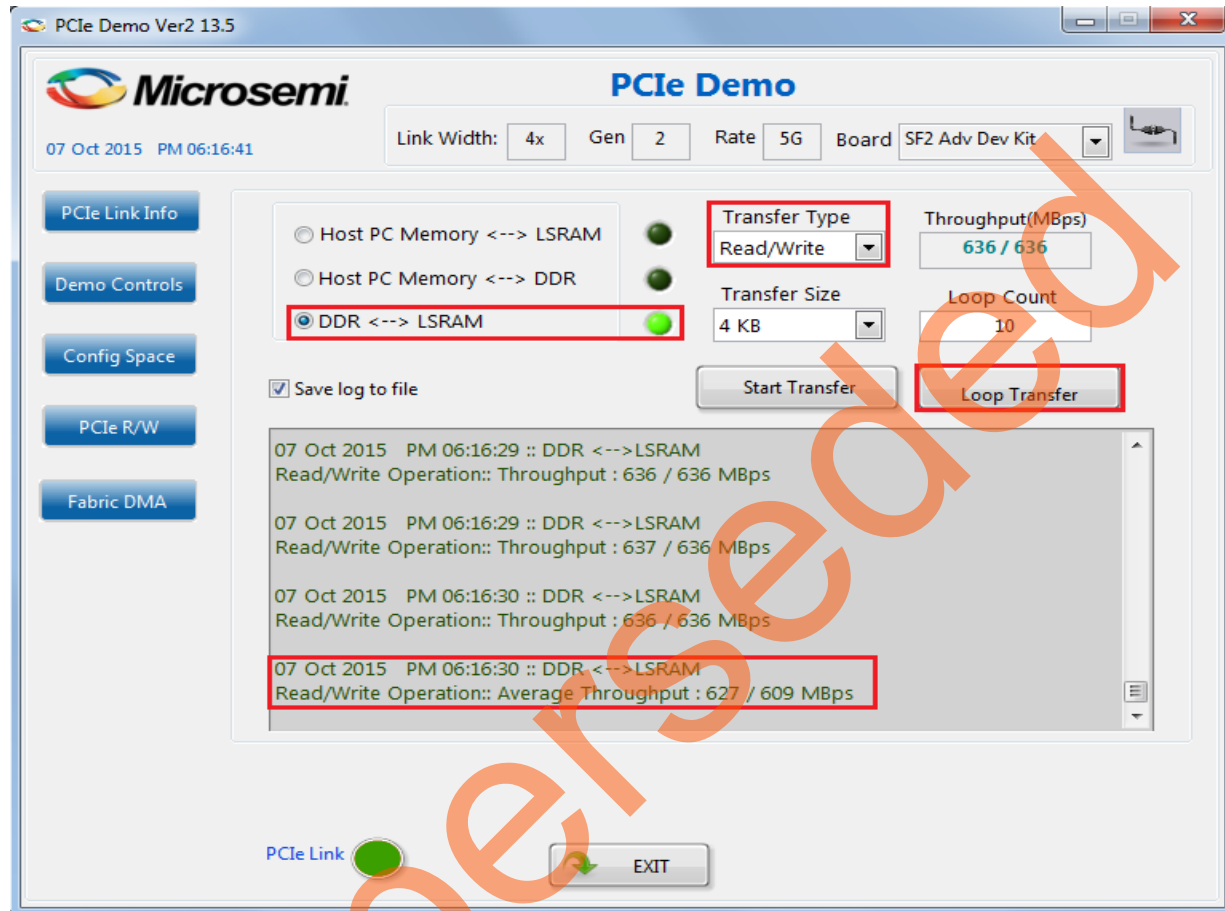 PCIe Demo Ver2 13.5
Microsemi.
PCIe Demo
07 Oct 2015 PM 06:16:41
Link Width: 4x Gen 2 Rate 5G Board SF2 Adv Dev Kit
PCIe Link Info
Demo Controls
Config Space
PCIe R/W
Fabric DMA
Host PC Memory <--> LSRAM
Host PC Memory <--> DDR
DDR <--> LSRAM
Transfer Type
Read/Write
Throughput(MBps)
636 / 636
Transfer Size
4 KB
Loop Count
10
Save log to file
Start Transfer
Loop Transfer
07 Oct 2015 PM 06:16:29 :: DDR <-->LSRAM
Read/Write Operation:: Throughput : 636 / 636 MBps
07 Oct 2015 PM 06:16:29 :: DDR <-->LSRAM
Read/Write Operation:: Throughput : 637 / 636 MBps
07 Oct 2015 PM 06:16:30 :: DDR <-->LSRAM
Read/Write Operation:: Throughput : 636 / 636 MBps
07 Oct 2015 PM 06:16:30 :: DDR <-->LSRAM
Read/Write Operation:: Average Throughput : 627 / 609 MBps
PCIe Link
EXIT
perseded